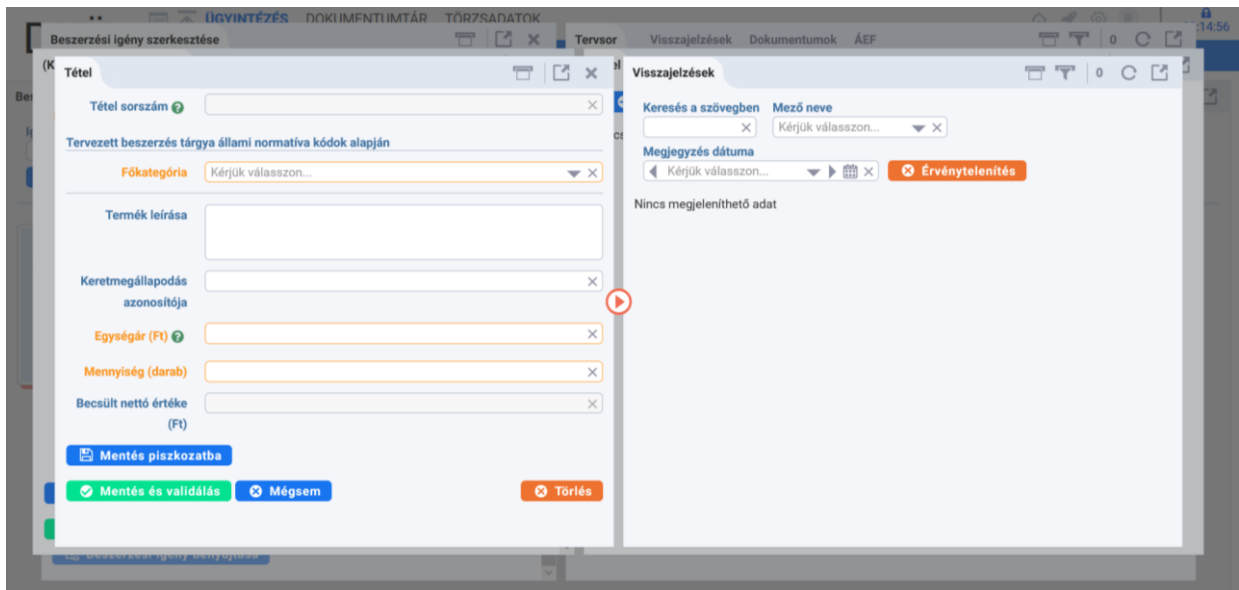 ÜGYINTÉZÉS DOKUMENTUMTÁR TÖRZSADATOK
:14:56
Beszerzési igény szerkesztése
Tervsor Visszajelzések Dokumentumok ÁEF 0
(K
Tétel
Visszajelzések 0
Tétel sorszám
Tervezett beszerzés tárgya állami normatíva kódok alapján
Főkategória Kérjük válasszon...
Termék leírása
Keretmegállapodás
azonosítója
Egységár (Ft)
Mennyiség (darab)
Becsült nettó értéke
(Ft)
Mentés piszkozatba
Mentés és validálás Mégsem Törlés
Keresés a szövegben Mező neve
Kérjük válasszon...
Megjegyzés dátuma
Kérjük válasszon... Érvénytelenítés
Nincs megjeleníthető adat
Beszerzési igény benyújtása